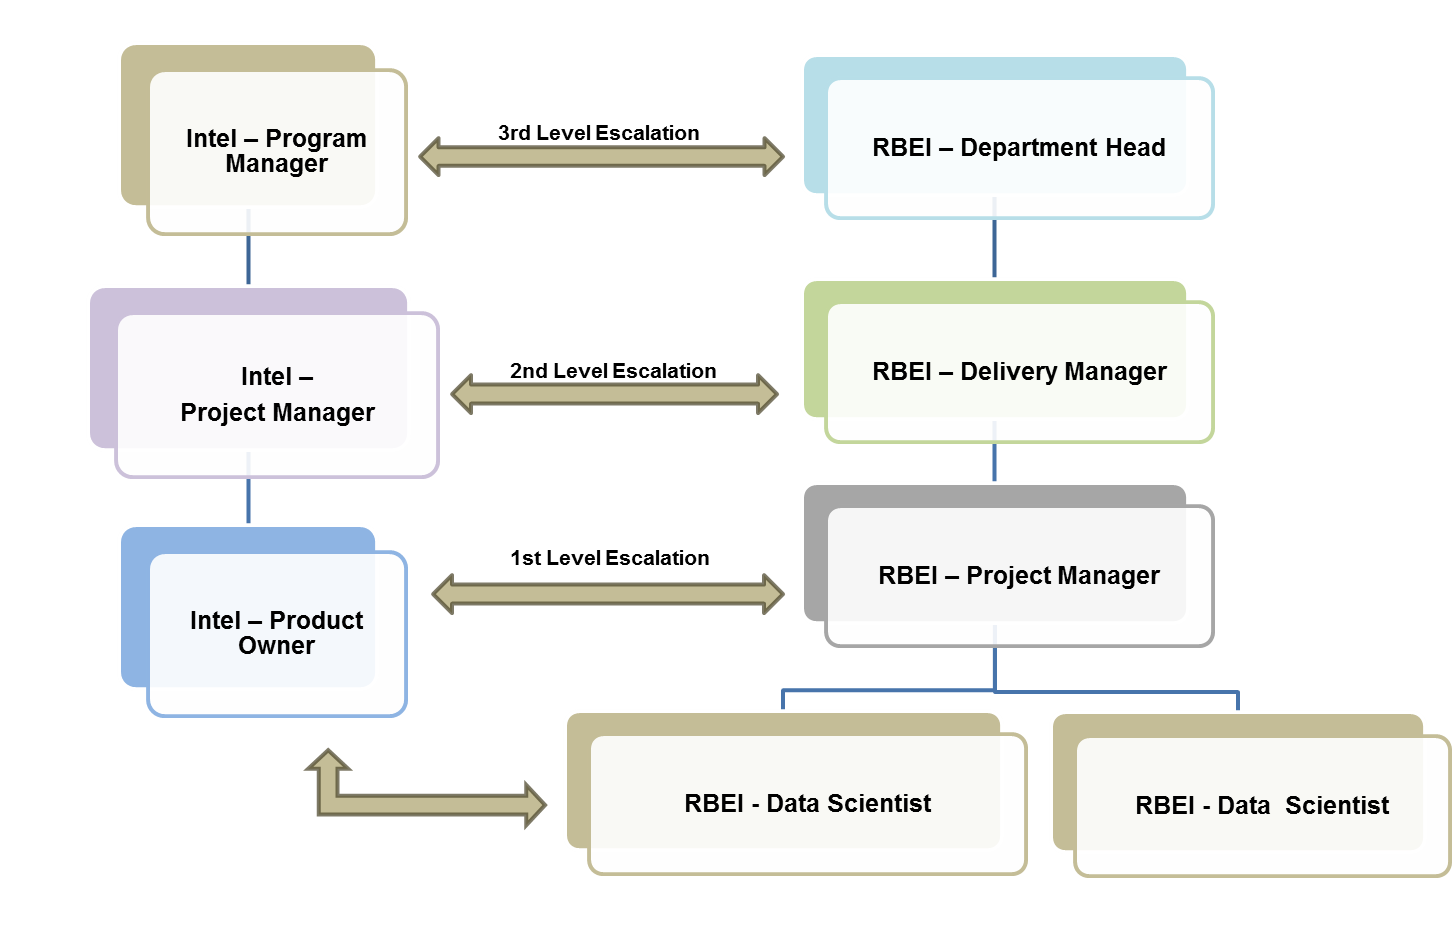 Intel – Program
Manager
3rd Level Escalation
RBEI – Department Head
Intel –
Project Manager
2nd Level Escalation
RBEI – Delivery Manager
Intel – Product
Owner
1st Level Escalation
RBEI – Project Manager
RBEI - Data Scientist
RBEI - Data  Scientist